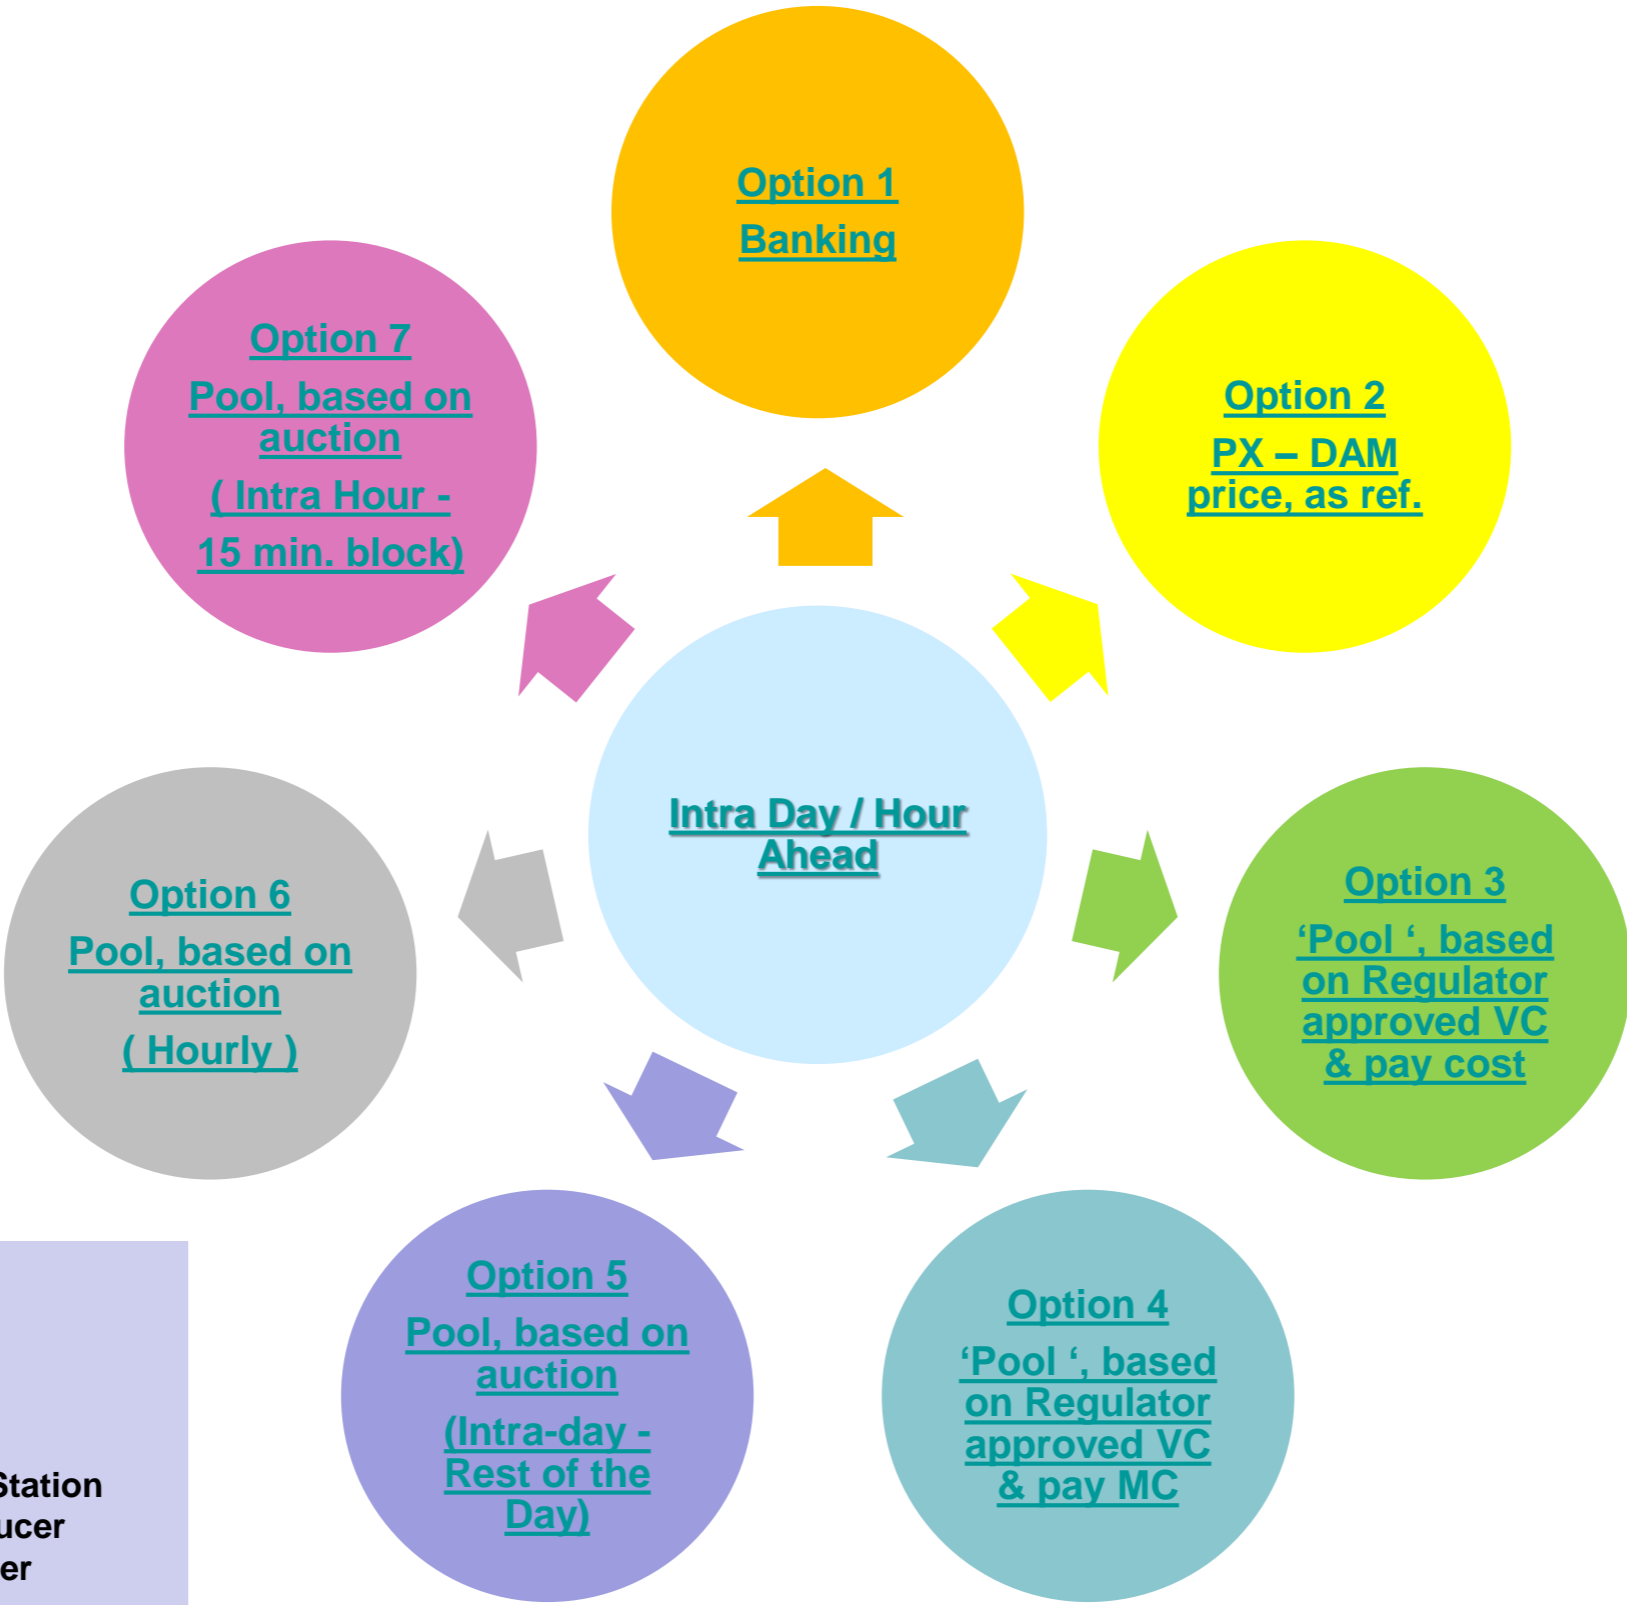 Option 1
Banking
Option 2
PX – DAM
price, as ref.
Option 3
‘Pool ‘, based
on Regulator
approved VC
& pay cost
Option 4
‘Pool ‘, based
on Regulator
approved VC
& pay MC
Option 5
Pool, based on
auction
(Intra-day -
Rest of the
Day)
Option 6
Pool, based on
auction
( Hourly )
Option 7
Pool, based on
auction
( Intra Hour -
15 min. block)
Intra Day / Hour
Ahead
Station